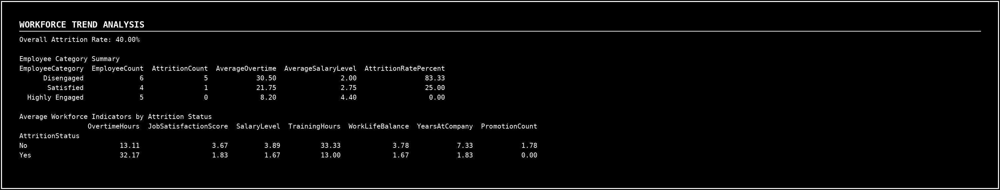 WORKFORCE TREND ANALYSIS
Overall Attrition Rate: 40.00%
Employee Category Summary
EmployeeCategory  EmployeeCount  AttritionCount  AverageOvertime  AverageSalaryLevel  AttritionRatePercent
      Disengaged              6               5            30.50                2.00                 83.33
       Satisfied              4               1            21.75                2.75                 25.00
  Highly Engaged              5               0             8.20                4.40                  0.00
Average Workforce Indicators by Attrition Status
                 OvertimeHours  JobSatisfactionScore  SalaryLevel  TrainingHours  WorkLifeBalance  YearsAtCompany  PromotionCount
AttritionStatus
No                       13.11                  3.67         3.89          33.33             3.78            7.33            1.78
Yes                      32.17                  1.83         1.67          13.00             1.67            1.83            0.00